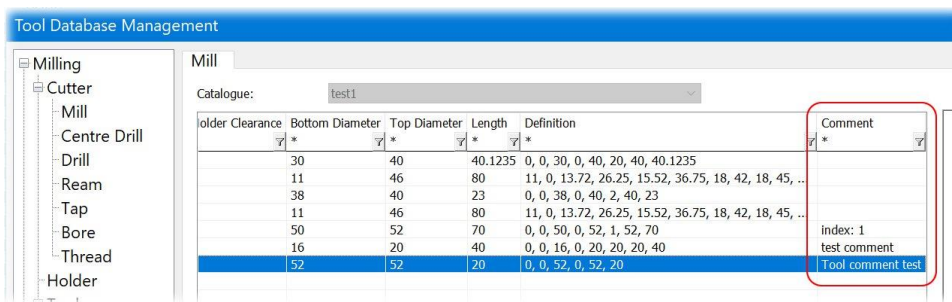 Tool Database Management
Milling
Cutter
Mill
Centre Drill
Drill
Ream
Tap
Bore
Thread
Holder
Mill
Catalogue: test1
older Clearance Bottom Diameter Top Diameter Length Definition Comment
* * * * *
30 40 40.1235 0, 0, 30, 0, 40, 20, 40, 40.1235
11 46 80 11, 0, 13.72, 26.25, 15.52, 36.75, 18, 42, 18, 45, ...
38 40 23 0, 0, 38, 0, 40, 2, 40, 23
11 46 80 11, 0, 13.72, 26.25, 15.52, 36.75, 18, 42, 18, 45, ...
50 52 70 0, 0, 50, 0, 52, 1, 52, 70 index: 1
16 20 40 0, 0, 16, 0, 20, 20, 20, 40 test comment
52 52 20 0, 0, 52, 0, 52, 20 Tool comment test